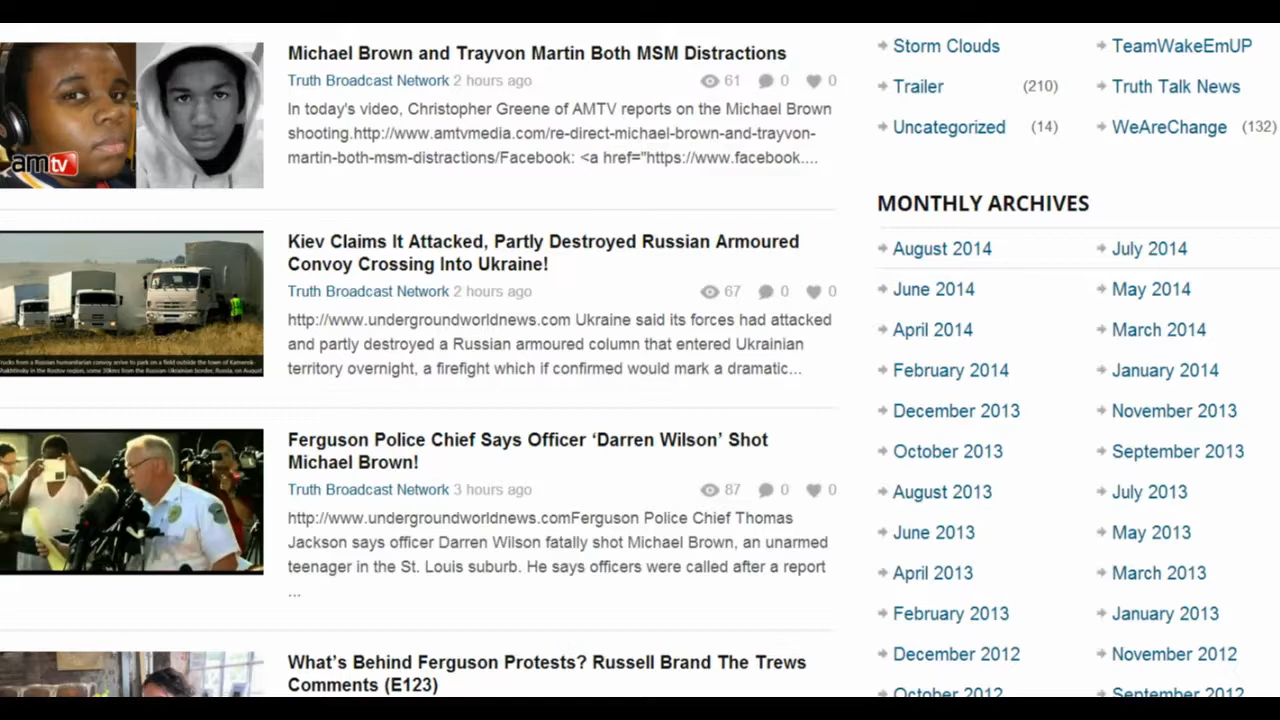 Michael Brown and Trayvon Martin Both MSM Distractions
Truth Broadcast Network 2 hours ago 61 0 0
In today's video, Christopher Greene of AMTV reports on the Michael Brown
shooting.http://www.amtvmedia.com/re-direct-michael-brown-and-trayvon-
martin-both-msm-distractions/Facebook: <a href="https://www.facebook....
amtv
Kiev Claims It Attacked, Partly Destroyed Russian Armoured
Convoy Crossing Into Ukraine!
Truth Broadcast Network 2 hours ago 67 0 0
http://www.undergroundworldnews.com Ukraine said its forces had attacked
and partly destroyed a Russian armoured column that entered Ukrainian
territory overnight, a firefight which if confirmed would mark a dramatic...
Ferguson Police Chief Says Officer ‘Darren Wilson’ Shot
Michael Brown!
Truth Broadcast Network 3 hours ago 87 0 0
http://www.undergroundworldnews.comFerguson Police Chief Thomas
Jackson says officer Darren Wilson fatally shot Michael Brown, an unarmed
teenager in the St. Louis suburb. He says officers were called after a report
...
What’s Behind Ferguson Protests? Russell Brand The Trews
Comments (E123)
Storm Clouds TeamWakeEmUP
Trailer (210) Truth Talk News
Uncategorized (14) WeAreChange (132)
MONTHLY ARCHIVES
August 2014 July 2014
June 2014 May 2014
April 2014 March 2014
February 2014 January 2014
December 2013 November 2013
October 2013 September 2013
August 2013 July 2013
June 2013 May 2013
April 2013 March 2013
February 2013 January 2013
December 2012 November 2012
October 2012 September 2012